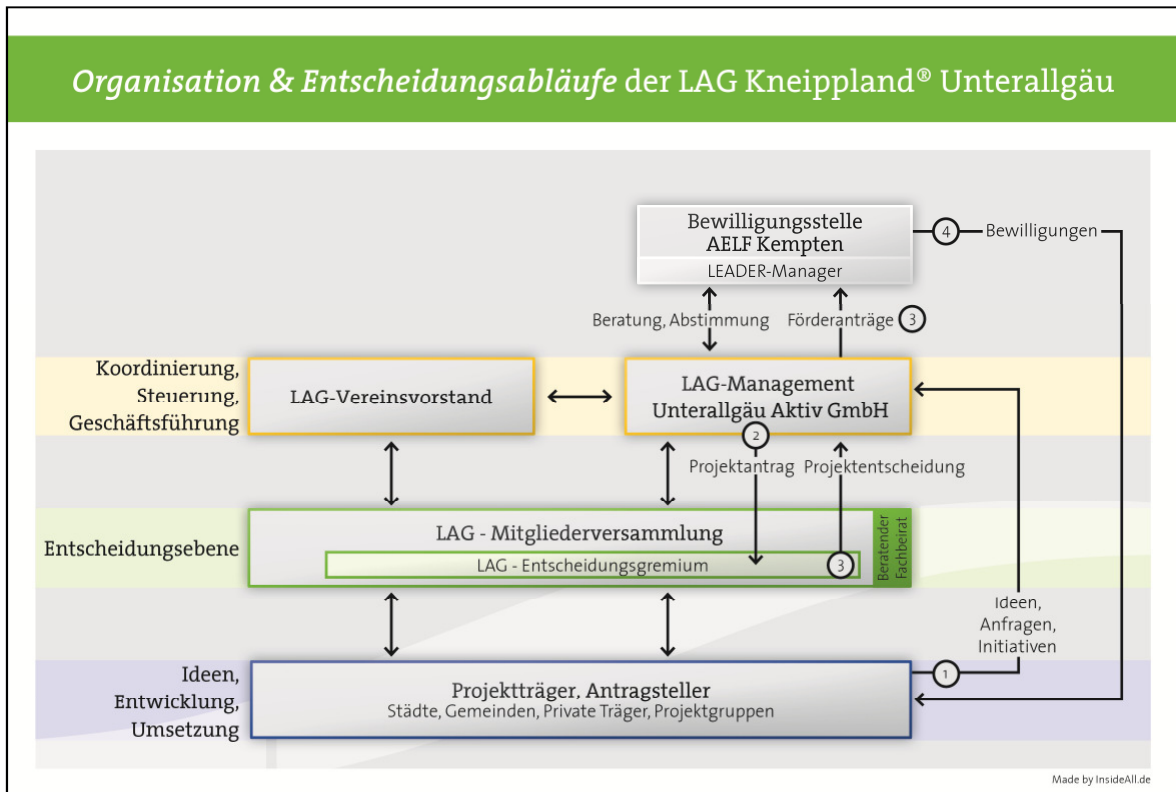 Organisation & Entscheidungsabläufe der LAG Kneippland® Unterallgäu
Bewilligungsstelle
AELF Kempten
LEADER-Manager
4
Bewilligungen
Beratung, Abstimmung
Förderanträge
3
Koordinierung,
Steuerung,
Geschäftsführung
LAG-Vereinsvorstand
LAG-Management
Unterallgäu Aktiv GmbH
2
Projektantrag
Projektentscheidung
Entscheidungsebene
LAG - Mitgliederversammlung
LAG - Entscheidungsgremium
3
Beratender
Fachbeirat
Ideen,
Anfragen,
Initiativen
Ideen,
Entwicklung,
Umsetzung
Projektträger, Antragsteller
Städte, Gemeinden, Private Träger, Projektgruppen
1
Made by InsideAll.de